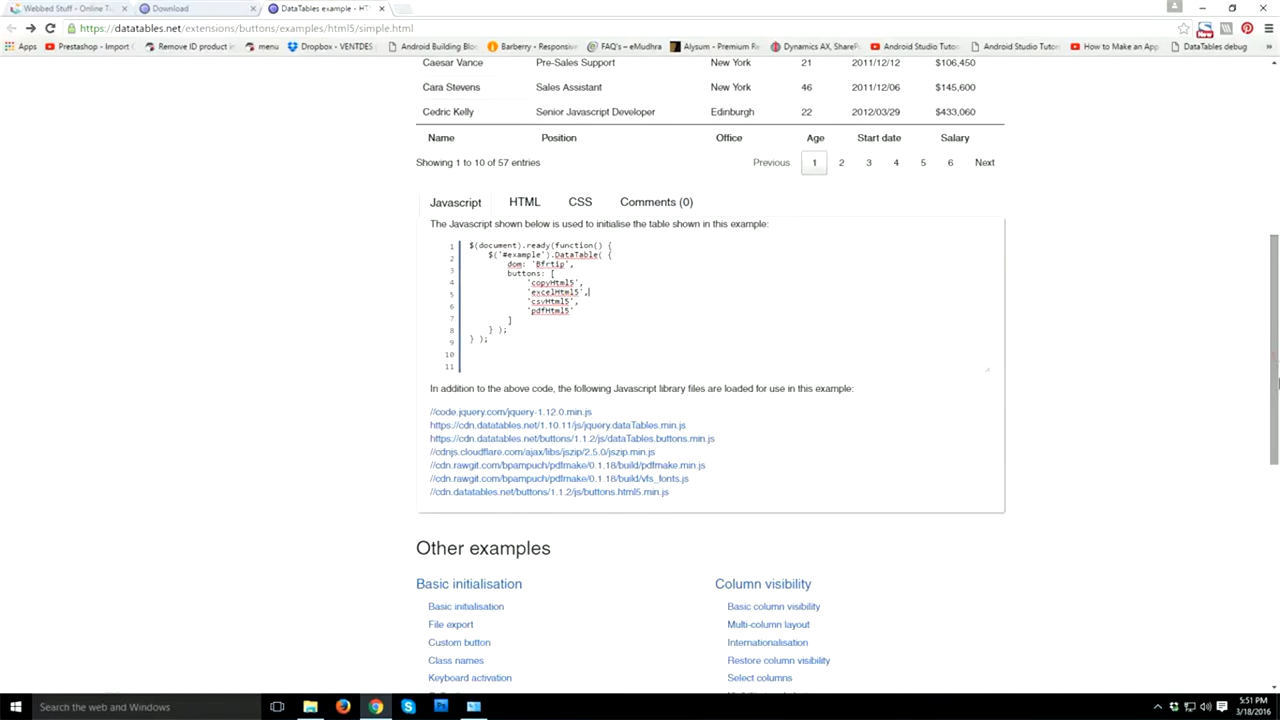 Webbed Stuff - Online Tu
Download
DataTables example - HT
https://datatables.net/extensions/buttons/examples/html5/simple.html
Apps
Prestashop - Import
Remove ID product in
menu
Dropbox - VENTDES
Android Building Bloc
Barberry - Responsive
FAQ's – eMudhra
Alysum - Premium Re
Dynamics AX, ShareP
Android Studio Tutor
Android Studio Tutor
How to Make an App
DataTables debug
»
Caesar Vance Pre-Sales Support New York 21 2011/12/12 $106,450
Cara Stevens Sales Assistant New York 46 2011/12/06 $145,600
Cedric Kelly Senior Javascript Developer Edinburgh 22 2012/03/29 $433,060
Name Position Office Age Start date Salary
Showing 1 to 10 of 57 entries Previous 1 2 3 4 5 6 Next
Javascript HTML CSS Comments (0)
The Javascript shown below is used to initialise the table shown in this example:
1 $(document).ready(function() {
2 $('#example').DataTable( {
3 dom: 'Bfrtip',
4 buttons: [
5 'copyHtml5',
6 'excelHtml5',
7 'csvHtml5',
8 'pdfHtml5'
9 ]
10 } );
11 } );
In addition to the above code, the following Javascript library files are loaded for use in this example:
//code.jquery.com/jquery-1.12.0.min.js
https://cdn.datatables.net/1.10.11/js/jquery.dataTables.min.js
https://cdn.datatables.net/buttons/1.1.2/js/dataTables.buttons.min.js
//cdnjs.cloudflare.com/ajax/libs/jszip/2.5.0/jszip.min.js
//cdn.rawgit.com/bpampuch/pdfmake/0.1.18/build/pdfmake.min.js
//cdn.rawgit.com/bpampuch/pdfmake/0.1.18/build/vfs_fonts.js
//cdn.datatables.net/buttons/1.1.2/js/buttons.html5.min.js
Other examples
Basic initialisation
Basic initialisation
File export
Custom button
Class names
Keyboard activation
Column visibility
Basic column visibility
Multi-column layout
Internationalisation
Restore column visibility
Select columns
Search the web and Windows
5:51 PM
3/18/2016